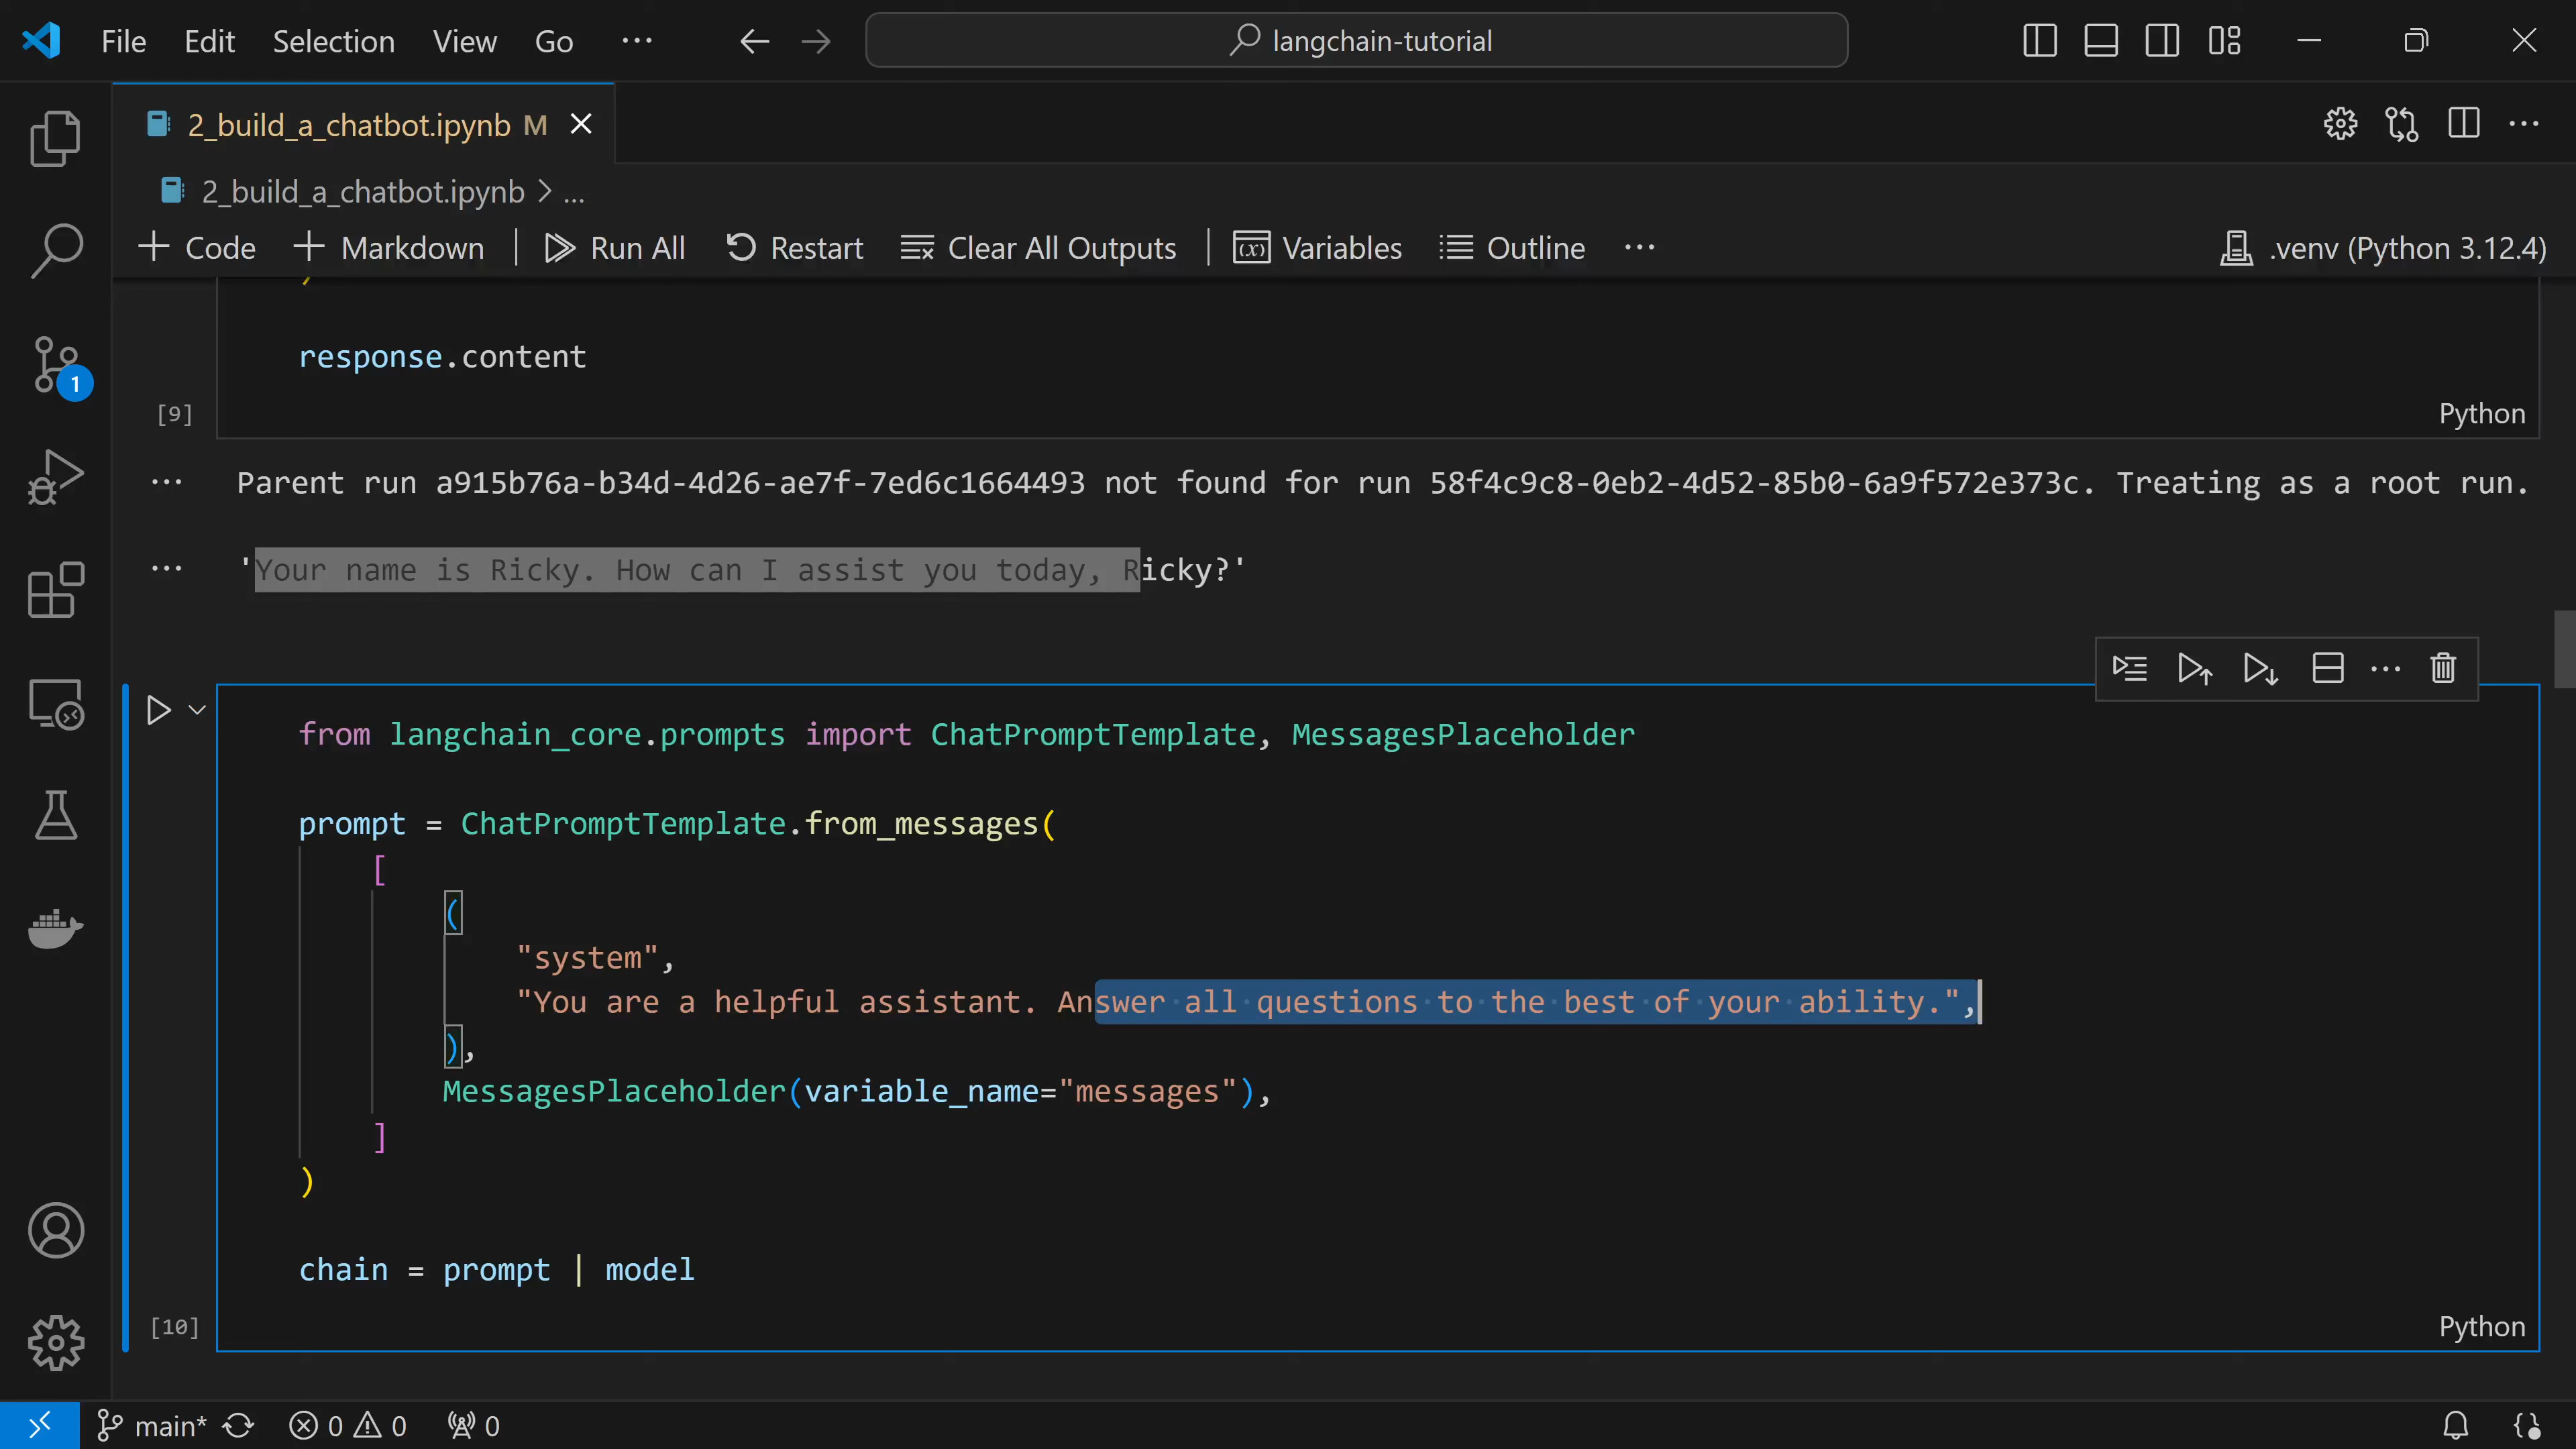 File Edit Selection View Go ··· langchain-tutorial
2_build_a_chatbot.ipynb M
2_build_a_chatbot.ipynb > ...
Code Markdown Run All Restart Clear All Outputs Variables Outline ··· .venv (Python 3.12.4)
)
response.content
[9] Python
1
Parent run a915b76a-b34d-4d26-ae7f-7ed6c1664493 not found for run 58f4c9c8-0eb2-4d52-85b0-6a9f572e373c. Treating as a root run.
'Your name is Ricky. How can I assist you today, Ricky?'
from langchain_core.prompts import ChatPromptTemplate, MessagesPlaceholder
prompt = ChatPromptTemplate.from_messages(
[
(
"system",
"You are a helpful assistant. Answer all questions to the best of your ability.",
),
MessagesPlaceholder(variable_name="messages"),
]
)
chain = prompt | model
[10] Python
main* 0 0 0